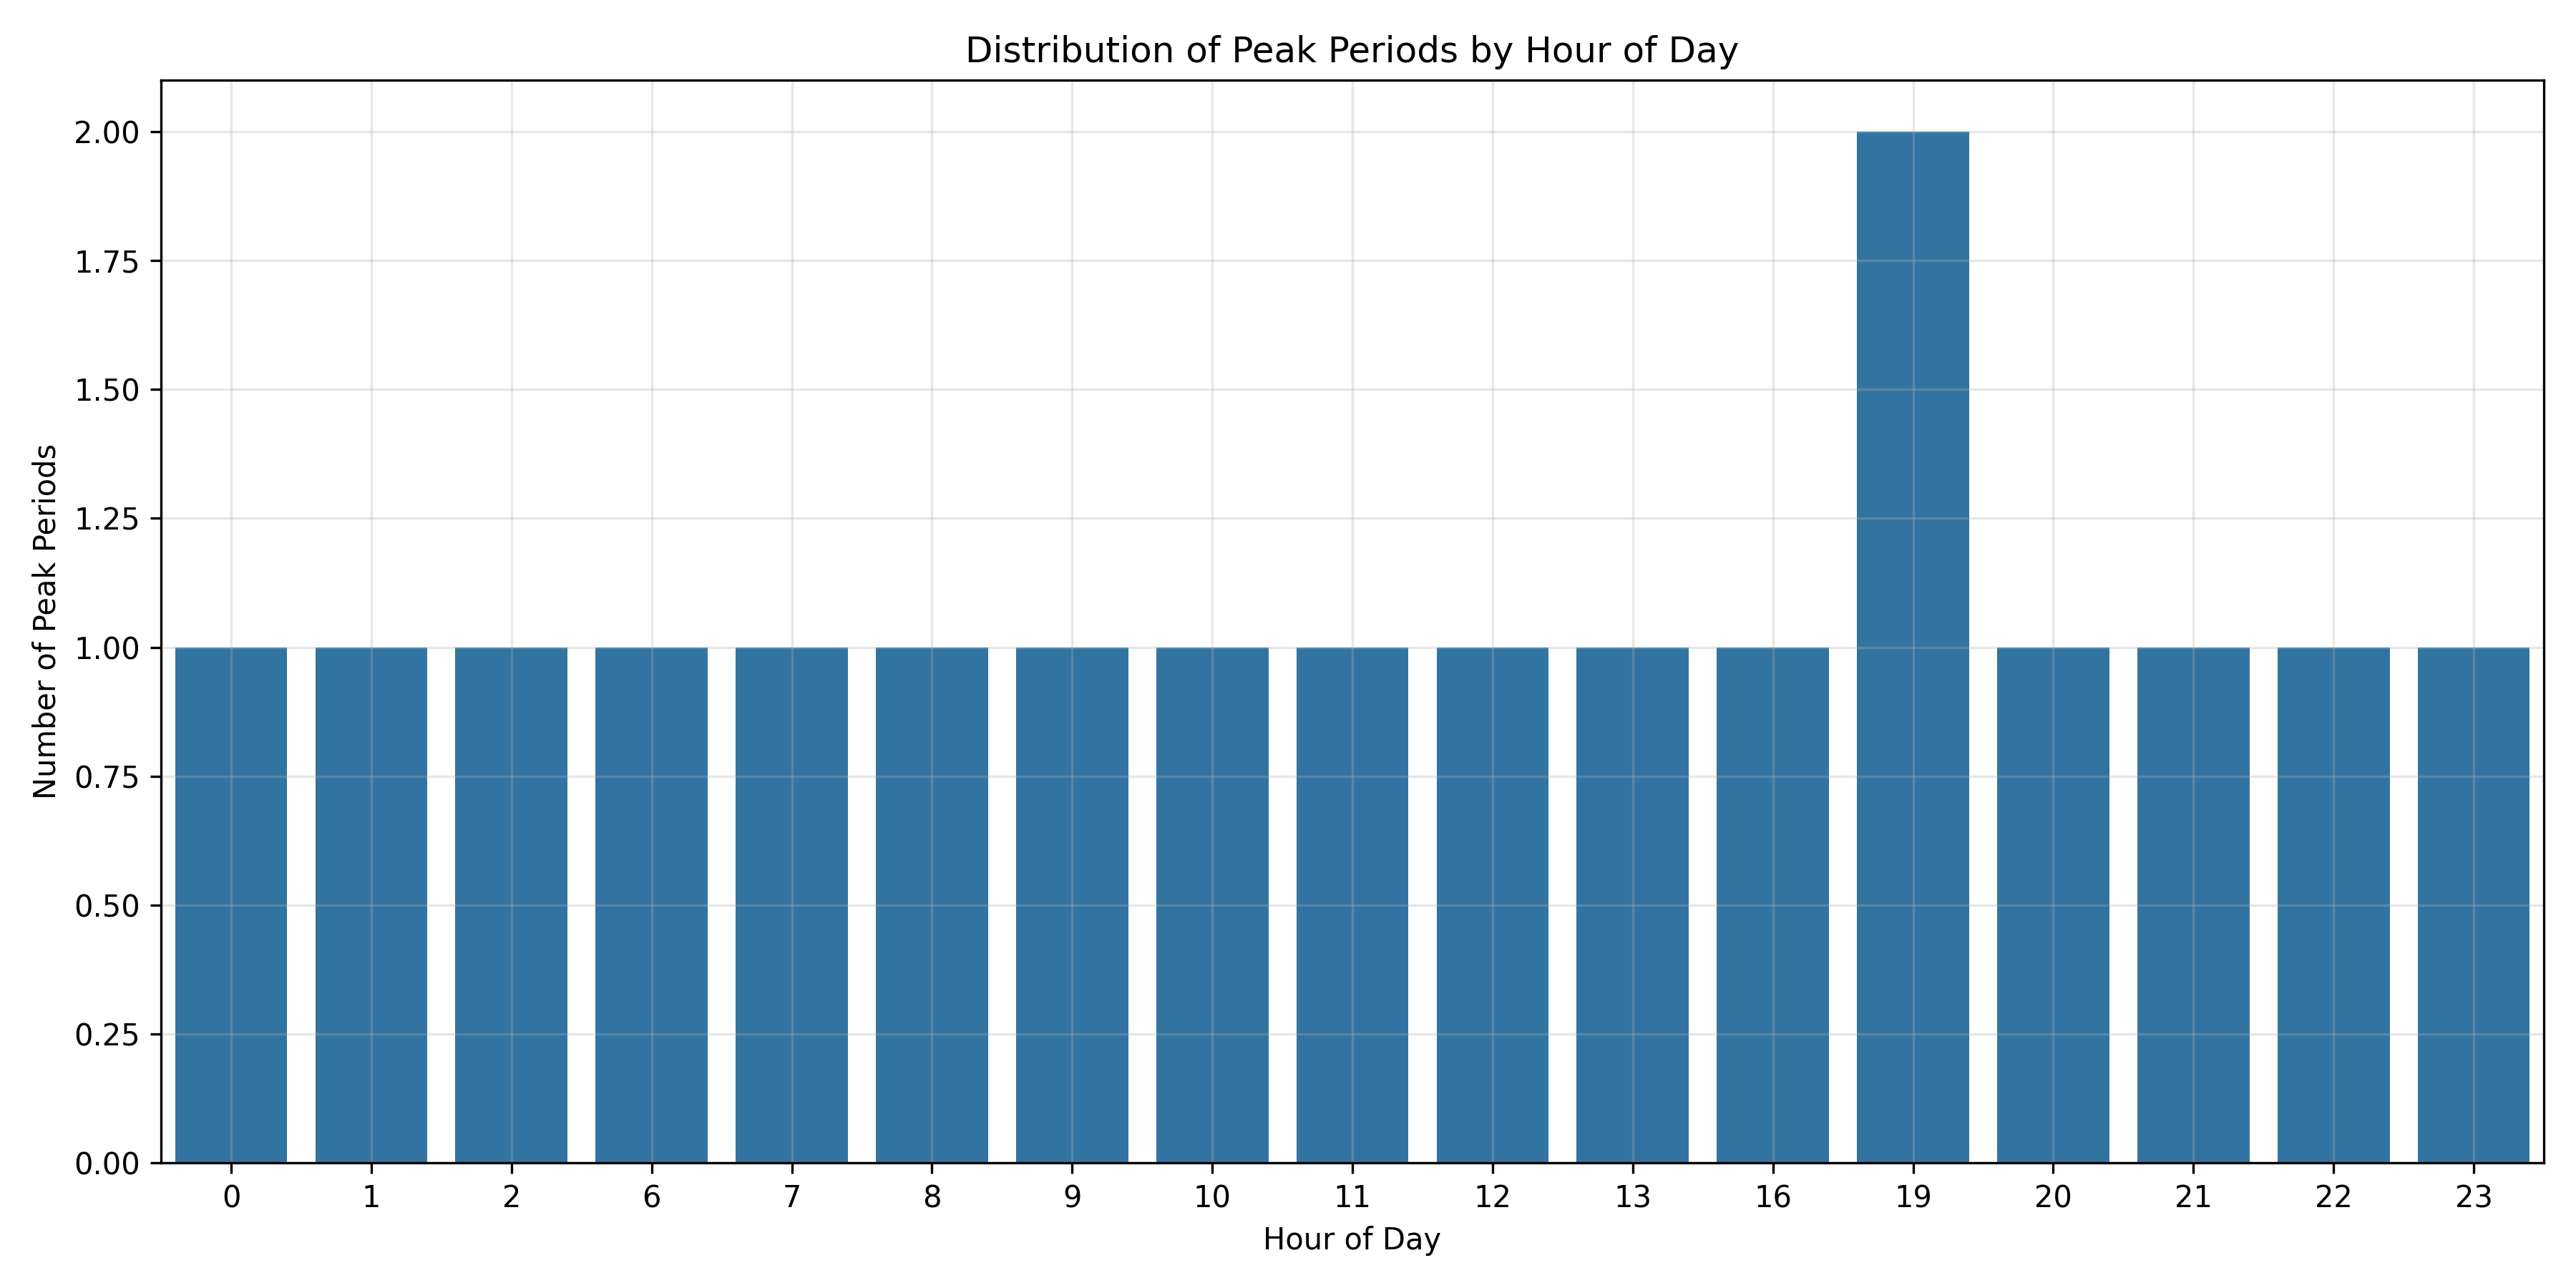 Distribution of Peak Periods by Hour of Day
Number of Peak Periods
2.00
1.75
1.50
1.25
1.00
0.75
0.50
0.25
0.00
0 1 2 6 7 8 9 10 11 12 13 16 19 20 21 22 23
Hour of Day